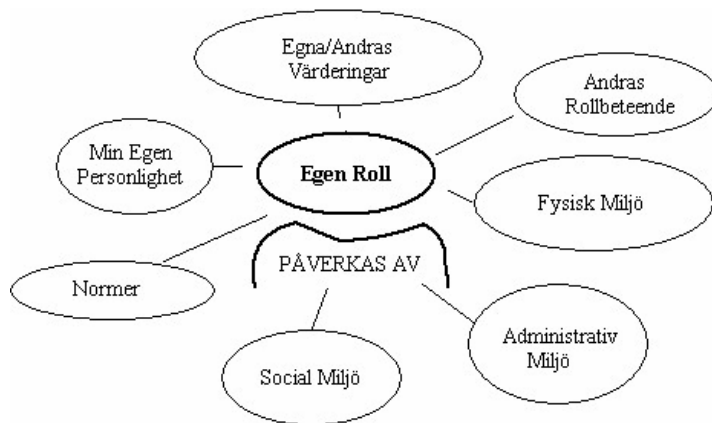 Egna/Andras
Värderingar
Andras
Rollbeteende
Min Egen
Personlighet
Egen Roll
Fysisk Miljö
PÅVERKAS AV
Normer
Administrativ
Miljö
Social Miljö